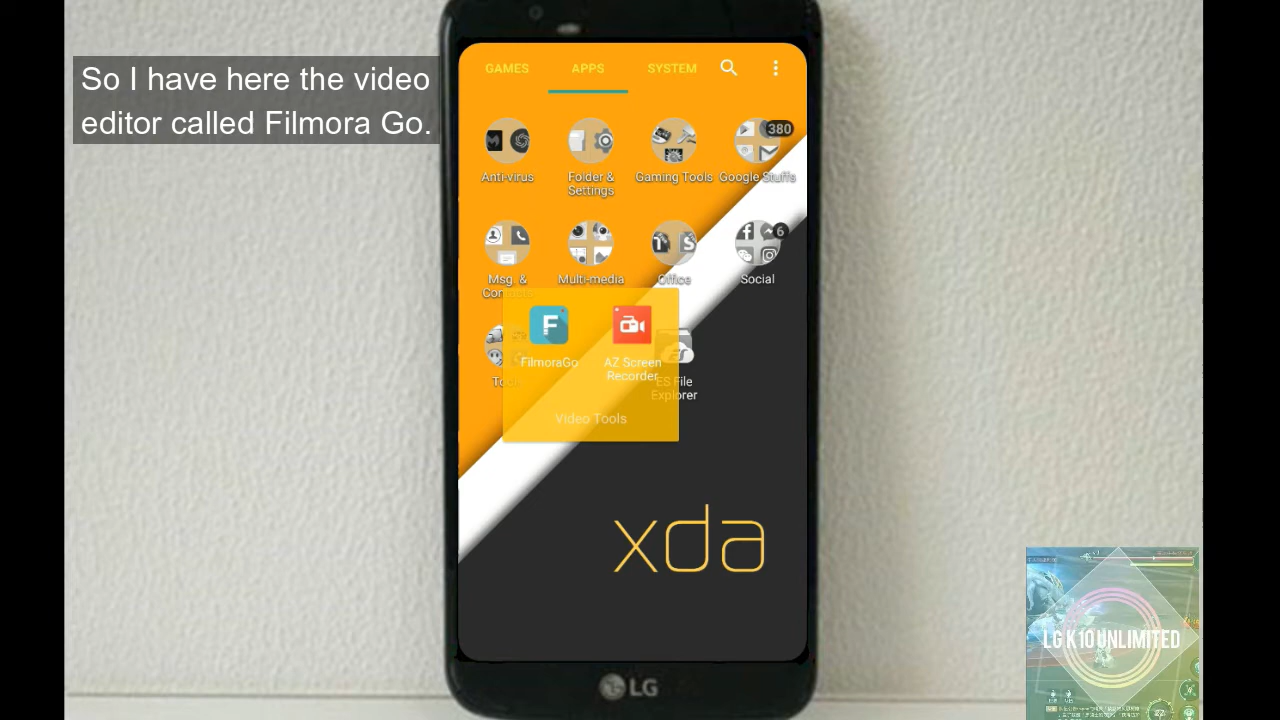 So I have here the video
editor called Filmora Go.
GAMES APPS SYSTEM
380
Anti-virus Folder & Settings Gaming Tools Google Stuffs
6
Msg. &
Multi-media Office Social
F
FilmoraGo AZ Screen
Recorder
ES File
Explorer
Video Tools
xda
LG K10 UNLIMITED
LG